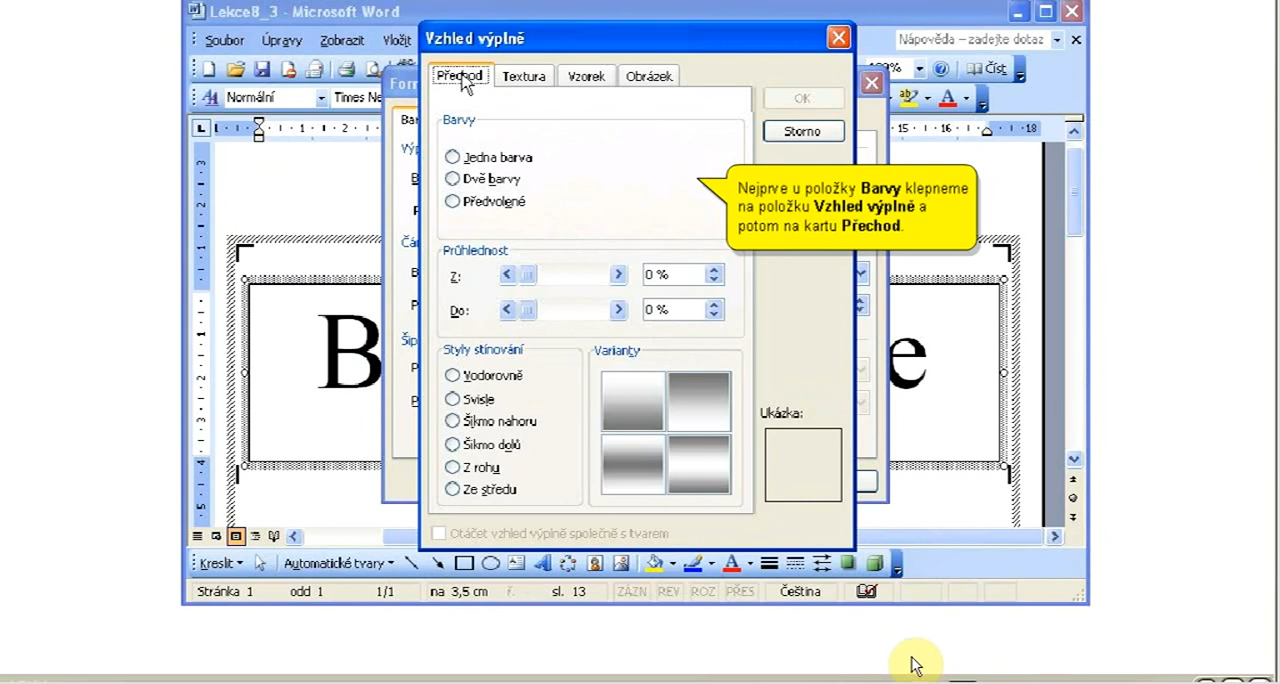 Lekce8_3 - Microsoft Word
Soubor Úpravy Zobrazit Vložit
Nápověda – zadejte dotaz
Vzhled výplně
Přechod Textura Vzorek Obrázek
Číst
Normální Times Ne
OK
Storno
Barvy
Jedna barva
Dvě barvy
Předvolené
Nejprve u položky Barvy klepneme
na položku Vzhled výplně a
potom na kartu Přechod.
Průhlednost
Z: 0 %
Do: 0 %
Styly stínování
Vodorovně
Svisle
Šikmo nahoru
Šikmo dolů
Z rohu
Ze středu
Varianty
Ukázka:
B e
Otáčet vzhled výplně společně s tvarem
Kreslit Automatické tvary
Stránka 1 odd 1 1/1 na 3,5 cm ř. sl. 13 ZÁZN REV ROZ PŘES Čeština